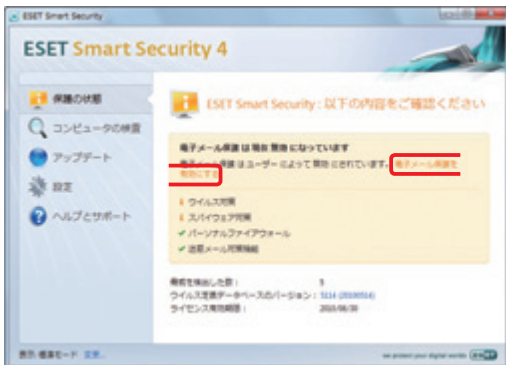 ESET Smart Security
ESET Smart Security 4
保護の状態
コンピュータの検査
アップデート
設定
ヘルプとサポート
ESET Smart Security : 以下の内容をご確認ください
電子メール保護 は 現在 無効 になっています
電子メール保護 は ユーザー によって 無効 にされています。 電子メール保護を
有効にする
ウイルス対策
スパイウェア対策
パーソナルファイアウォール
迷惑メール対策機能
脅威を検出した数 : 5
ウイルス定義データベースのバージョン : 5114 (20100514)
ライセンス有効期限 : 2010/06/30
表示: 標準モード 変更...
we protect your digital worlds